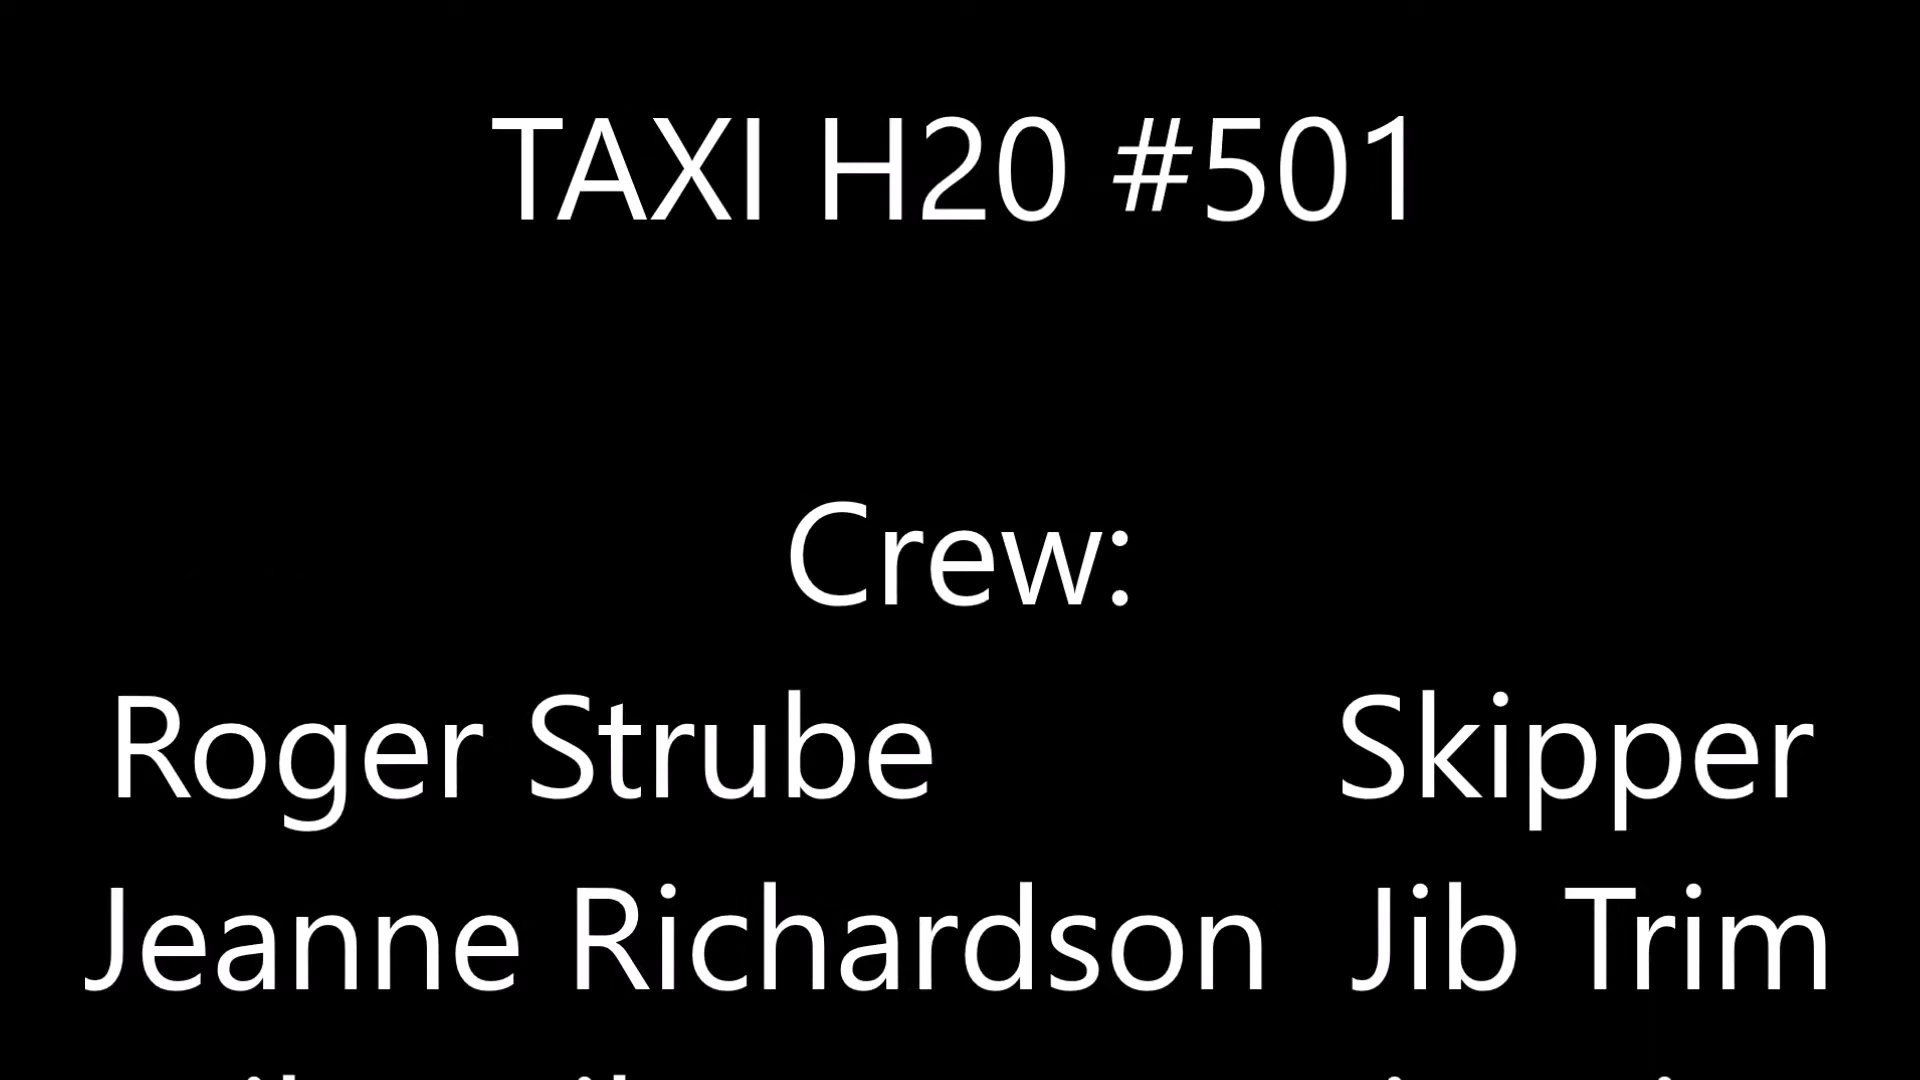 TAXI H20 #501
Crew:
Roger Strube Skipper
Jeanne Richardson Jib Trim